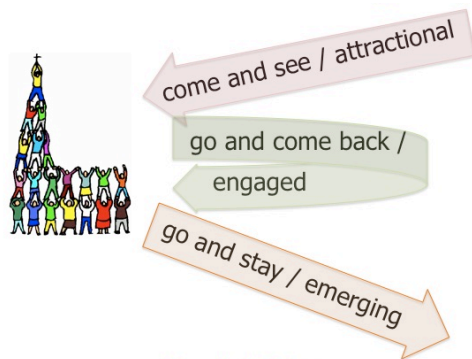 come and see / attractional
go and come back /
engaged
go and stay / emerging